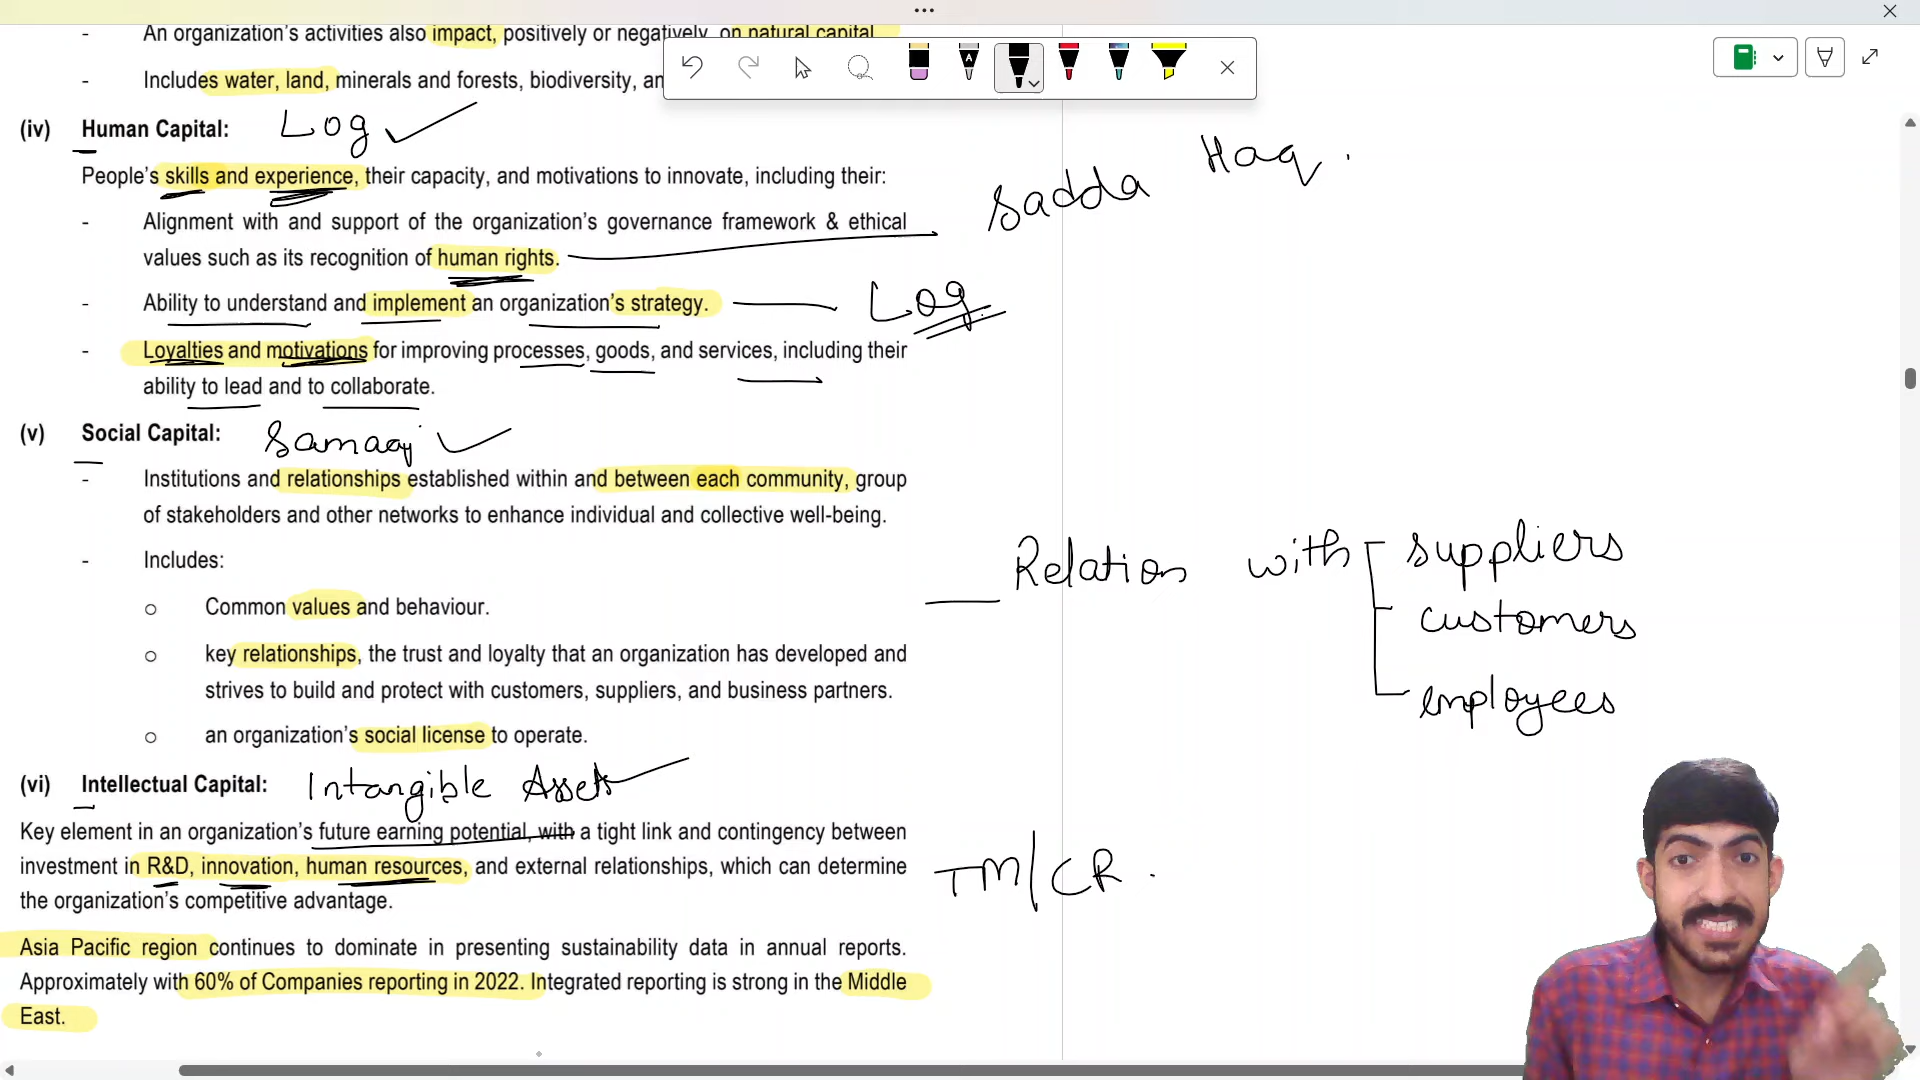 An organization's activities also impact, positively or negatively, on natural capital.
- Includes water, land, minerals and forests, biodiversity, an
(iv) Human Capital: Log
People's skills and experience, their capacity, and motivations to innovate, including their:
Sadda Haq.
- Alignment with and support of the organization's governance framework & ethical
values such as its recognition of human rights.
- Ability to understand and implement an organization's strategy. Log
- Loyalties and motivations for improving processes, goods, and services, including their
ability to lead and to collaborate.
(v) Social Capital: Samaaj
- Institutions and relationships established within and between each community, group
of stakeholders and other networks to enhance individual and collective well-being.
- Includes:
Relation with suppliers
customers
employees
o Common values and behaviour.
o key relationships, the trust and loyalty that an organization has developed and
strives to build and protect with customers, suppliers, and business partners.
o an organization's social license to operate.
(vi) Intellectual Capital: Intangible Assets
Key element in an organization's future earning potential, with a tight link and contingency between
investment in R&D, innovation, human resources, and external relationships, which can determine
the organization's competitive advantage.
TM/CR.
Asia Pacific region continues to dominate in presenting sustainability data in annual reports.
Approximately with 60% of Companies reporting in 2022. Integrated reporting is strong in the Middle
East.